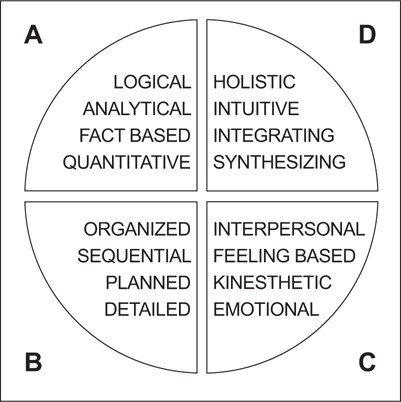 A
LOGICAL
ANALYTICAL
FACT BASED
QUANTITATIVE
D
HOLISTIC
INTUITIVE
INTEGRATING
SYNTHESIZING
B
ORGANIZED
SEQUENTIAL
PLANNED
DETAILED
C
INTERPERSONAL
FEELING BASED
KINESTHETIC
EMOTIONAL